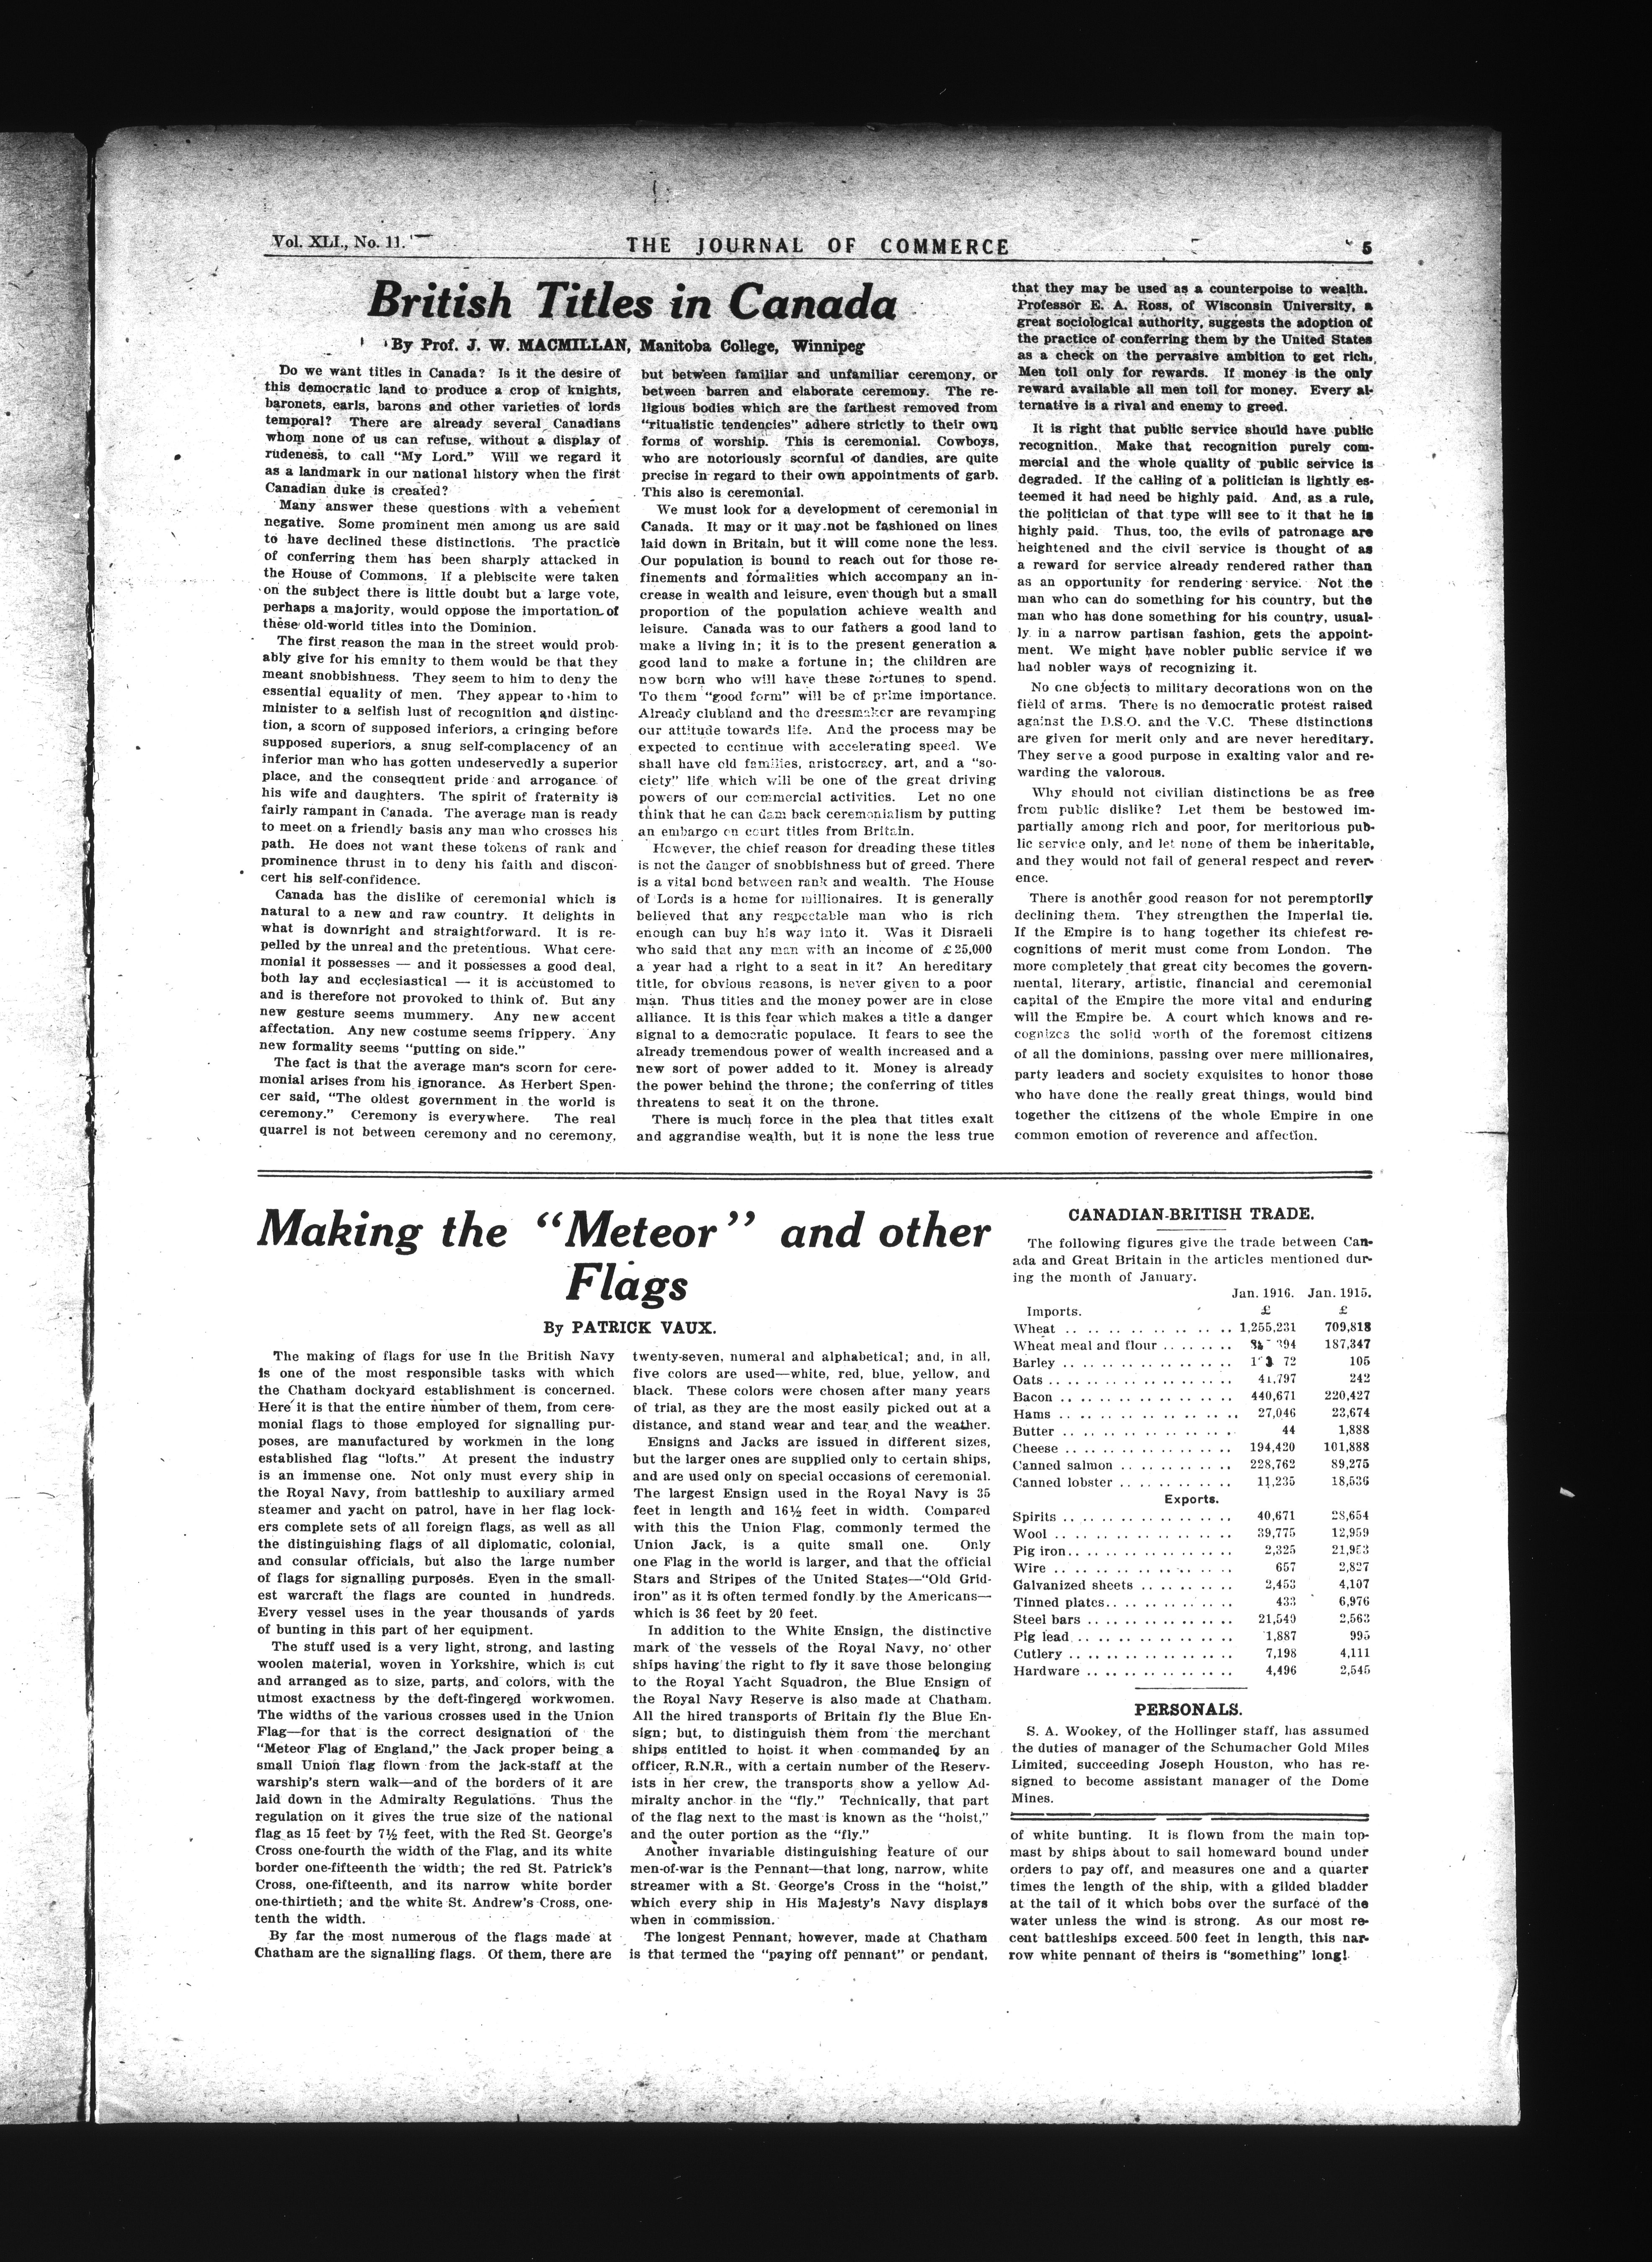 Vol. XLI., No. 11.
THE JOURNAL OF COMMERCE
5
British Titles in Canada
By Prof. J. W. MACMILLAN, Manitoba College, Winnipeg
Do we want titles in Canada? Is it the desire of
this democratic land to produce a crop of knights,
baronets, earls, barons and other varieties of lords
temporal? There are already several Canadians
whom none of us can refuse, without a display of
rudeness, to call "My Lord." Will we regard it
as a landmark in our national history when the first
Canadian duke is created?
Many answer these questions with a vehement
negative. Some prominent men among us are said
to have declined these distinctions. The practice
of conferring them has been sharply attacked in
the House of Commons. If a plebiscite were taken
on the subject there is little doubt but a large vote,
perhaps a majority, would oppose the importation of
these old-world titles into the Dominion.
The first reason the man in the street would prob-
ably give for his emnity to them would be that they
meant snobbishness. They seem to him to deny the
essential equality of men. They appear to him to
minister to a selfish lust of recognition and distinc-
tion, a scorn of supposed inferiors, a cringing before
supposed superiors, a snug self-complacency of an
inferior man who has gotten undeservedly a superior
place, and the consequent pride and arrogance of
his wife and daughters. The spirit of fraternity is
fairly rampant in Canada. The average man is ready
to meet on a friendly basis any man who crosses his
path. He does not want these tokens of rank and
prominence thrust in to deny his faith and discon-
cert his self-confidence.
Canada has the dislike of ceremonial which is
natural to a new and raw country. It delights in
what is downright and straightforward. It is re-
pelled by the unreal and the pretentious. What cere-
monial it possesses — and it possesses a good deal,
both lay and ecclesiastical — it is accustomed to
and is therefore not provoked to think of. But any
new gesture seems mummery. Any new accent
affectation. Any new costume seems frippery. Any
new formality seems "putting on side."
The fact is that the average man's scorn for cere-
monial arises from his ignorance. As Herbert Spen-
cer said, "The oldest government in the world is
ceremony." Ceremony is everywhere. The real
quarrel is not between ceremony and no ceremony,
but between familiar and unfamiliar ceremony, or
between barren and elaborate ceremony. The re-
ligious bodies which are the farthest removed from
"ritualistic tendencies" adhere strictly to their own
forms of worship. This is ceremonial. Cowboys,
who are notoriously scornful of dandies, are quite
precise in regard to their own appointments of garb.
This also is ceremonial.
We must look for a development of ceremonial in
Canada. It may or it may not be fashioned on lines
laid down in Britain, but it will come none the less.
Our population is bound to reach out for those re-
finements and formalities which accompany an in-
crease in wealth and leisure, even though but a small
proportion of the population achieve wealth and
leisure. Canada was to our fathers a good land to
make a living in; it is to the present generation a
good land to make a fortune in; the children are
now born who will have these fortunes to spend.
To them "good form" will be of prime importance.
Already clubland and the dressmaker are revamping
our attitude towards life. And the process may be
expected to continue with accelerating speed. We
shall have old families, aristocracy, art, and a "so-
ciety" life which will be one of the great driving
powers of our commercial activities. Let no one
think that he can dam back ceremonialism by putting
an embargo on court titles from Britain.
However, the chief reason for dreading these titles
is not the danger of snobbishness but of greed. There
is a vital bond between rank and wealth. The House
of Lords is a home for millionaires. It is generally
believed that any respectable man who is rich
enough can buy his way into it. Was it Disraeli
who said that any man with an income of £25,000
a year had a right to a seat in it? An hereditary
title, for obvious reasons, is never given to a poor
man. Thus titles and the money power are in close
alliance. It is this fear which makes a title a danger
signal to a democratic populace. It fears to see the
already tremendous power of wealth increased and a
new sort of power added to it. Money is already
the power behind the throne; the conferring of titles
threatens to seat it on the throne.
There is much force in the plea that titles exalt
and aggrandise wealth, but it is none the less true
that they may be used as a counterpoise to wealth.
Professor E. A. Ross, of Wisconsin University, a
great sociological authority, suggests the adoption of
the practice of conferring them by the United States
as a check on the pervasive ambition to get rich.
Men toil only for rewards. If money is the only
reward available all men toil for money. Every al-
ternative is a rival and enemy to greed.
It is right that public service should have public
recognition. Make that recognition purely com-
mercial and the whole quality of public service is
degraded. If the calling of a politician is lightly es-
teemed it had need be highly paid. And, as a rule,
the politician of that type will see to it that he is
highly paid. Thus, too, the evils of patronage are
heightened and the civil service is thought of as
a reward for service already rendered rather than
as an opportunity for rendering service. Not the
man who can do something for his country, but the
man who has done something for his country, usual-
ly in a narrow partisan fashion, gets the appoint-
ment. We might have nobler public service if we
had nobler ways of recognizing it.
No one objects to military decorations won on the
field of arms. There is no democratic protest raised
against the D.S.O. and the V.C. These distinctions
are given for merit only and are never hereditary.
They serve a good purpose in exalting valor and re-
warding the valorous.
Why should not civilian distinctions be as free
from public dislike? Let them be bestowed im-
partially among rich and poor, for meritorious pub-
lic service only, and let none of them be inheritable,
and they would not fail of general respect and rever-
ence.
There is another good reason for not peremptorily
declining them. They strengthen the Imperial tie.
If the Empire is to hang together its chiefest re-
cognitions of merit must come from London. The
more completely that great city becomes the govern-
mental, literary, artistic, financial and ceremonial
capital of the Empire the more vital and enduring
will the Empire be. A court which knows and re-
cognizes the solid worth of the foremost citizens
of all the dominions, passing over mere millionaires,
party leaders and society exquisites to honor those
who have done the really great things, would bind
together the citizens of the whole Empire in one
common emotion of reverence and affection.
Making the "Meteor" and other
Flags
By PATRICK VAUX.
The making of flags for use in the British Navy
is one of the most responsible tasks with which
the Chatham dockyard establishment is concerned.
Here it is that the entire number of them, from cere-
monial flags to those employed for signalling pur-
poses, are manufactured by workmen in the long
established flag "lofts." At present the industry
is an immense one. Not only must every ship in
the Royal Navy, from battleship to auxiliary armed
steamer and yacht on patrol, have in her flag lock-
ers complete sets of all foreign flags, as well as all
the distinguishing flags of all diplomatic, colonial,
and consular officials, but also the large number
of flags for signalling purposes. Even in the small-
est warcraft the flags are counted in hundreds.
Every vessel uses in the year thousands of yards
of bunting in this part of her equipment.
The stuff used is a very light, strong, and lasting
woolen material, woven in Yorkshire, which is cut
and arranged as to size, parts, and colors, with the
utmost exactness by the deft-fingered workwomen.
The widths of the various crosses used in the Union
Flag—for that is the correct designation of the
"Meteor Flag of England," the Jack proper being a
small Union flag flown from the jack-staff at the
warship's stern walk—and of the borders of it are
laid down in the Admiralty Regulations. Thus the
regulation on it gives the true size of the national
flag as 15 feet by 7½ feet, with the Red St. George's
Cross one-fourth the width of the Flag, and its white
border one-fifteenth the width; the red St. Patrick's
Cross, one-fifteenth, and its narrow white border
one-thirtieth; and the white St. Andrew's Cross, one-
tenth the width.
By far the most numerous of the flags made at
Chatham are the signalling flags. Of them, there are
twenty-seven, numeral and alphabetical; and, in all,
five colors are used—white, red, blue, yellow, and
black. These colors were chosen after many years
of trial, as they are the most easily picked out at a
distance, and stand wear and tear and the weather.
Ensigns and Jacks are issued in different sizes,
but the larger ones are supplied only to certain ships,
and are used only on special occasions of ceremonial.
The largest Ensign used in the Royal Navy is 35
feet in length and 16½ feet in width. Compared
with this the Union Flag, commonly termed the
Union Jack, is a quite small one. Only
one Flag in the world is larger, and that the official
Stars and Stripes of the United States—"Old Grid-
iron" as it is often termed fondly by the Americans—
which is 36 feet by 20 feet.
In addition to the White Ensign, the distinctive
mark of the vessels of the Royal Navy, no other
ships having the right to fly it save those belonging
to the Royal Yacht Squadron, the Blue Ensign of
the Royal Navy Reserve is also made at Chatham.
All the hired transports of Britain fly the Blue En-
sign; but, to distinguish them from the merchant
ships entitled to hoist it when commanded by an
officer, R.N.R., with a certain number of the Reserv-
ists in her crew, the transports show a yellow Ad-
miralty anchor in the "fly." Technically, that part
of the flag next to the mast is known as the "hoist,"
and the outer portion as the "fly."
Another invariable distinguishing feature of our
men-of-war is the Pennant—that long, narrow, white
streamer with a St. George's Cross in the "hoist,"
which every ship in His Majesty's Navy displays
when in commission.
The longest Pennant, however, made at Chatham
is that termed the "paying off pennant" or pendant,
CANADIAN-BRITISH TRADE.
The following figures give the trade between Can-
ada and Great Britain in the articles mentioned dur-
ing the month of January.
Jan. 1916. Jan. 1915.
Imports. £ £
Wheat .. .. .. .. .. .. .. .. .. 1,255,231 709,818
Wheat meal and flour .. .. .. .. 187,347
Barley .. .. .. .. .. .. .. .. .. 105
Oats .. .. .. .. .. .. .. .. .. .. 41,797 242
Bacon .. .. .. .. .. .. .. .. .. 440,671 220,427
Hams .. .. .. .. .. .. .. .. .. .. 27,046 23,674
Butter .. .. .. .. .. .. .. .. .. 44 1,888
Cheese .. .. .. .. .. .. .. .. .. 194,420 101,888
Canned salmon .. .. .. .. .. .. 228,762 89,275
Canned lobster .. .. .. .. .. .. 11,235 18,536
Exports.
Spirits .. .. .. .. .. .. .. .. .. 40,671 28,654
Wool .. .. .. .. .. .. .. .. .. .. 39,775 12,959
Pig iron .. .. .. .. .. .. .. .. .. 2,325 21,953
Wire .. .. .. .. .. .. .. .. .. .. 657 2,827
Galvanized sheets .. .. .. .. .. 2,453 4,107
Tinned plates .. .. .. .. .. .. .. 433 6,976
Steel bars .. .. .. .. .. .. .. .. 21,549 2,563
Pig lead .. .. .. .. .. .. .. .. .. 1,887 995
Cutlery .. .. .. .. .. .. .. .. .. 7,198 4,111
Hardware .. .. .. .. .. .. .. .. 4,496 2,545
PERSONALS.
S. A. Wookey, of the Hollinger staff, has assumed
the duties of manager of the Schumacher Gold Miles
Limited, succeeding Joseph Houston, who has re-
signed to become assistant manager of the Dome
Mines.
of white bunting. It is flown from the main top-
mast by ships about to sail homeward bound under
orders to pay off, and measures one and a quarter
times the length of the ship, with a gilded bladder
at the tail of it which bobs over the surface of the
water unless the wind is strong. As our most re-
cent battleships exceed 500 feet in length, this nar-
row white pennant of theirs is "something" long!